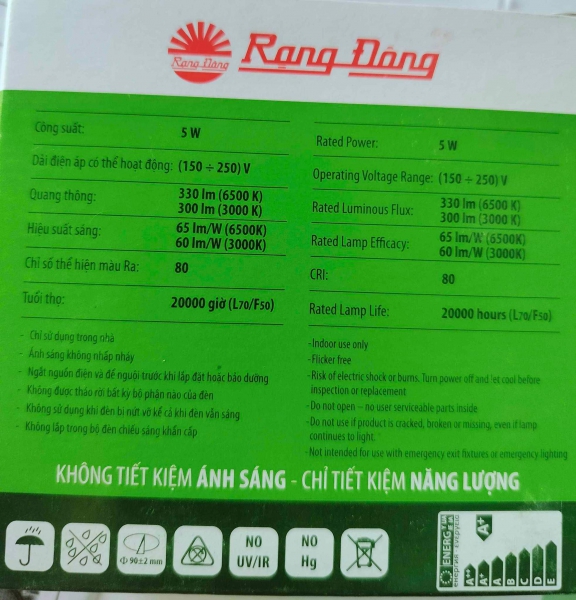 Rạng Đông
Rạng Đông
Công suất: 5 W
Dải điện áp có thể hoạt động: (150 ÷ 250) V
Quang thông: 330 lm (6500 K)
300 lm (3000 K)
Hiệu suất sáng: 65 lm/W (6500K)
60 lm/W (3000K)
Chỉ số thể hiện màu Ra: 80
Tuổi thọ: 20000 giờ (L70/F50)
- Chỉ sử dụng trong nhà
- Ánh sáng không nhấp nháy
- Ngắt nguồn điện và để nguội trước khi lắp đặt hoặc bảo dưỡng
- Không được tháo rời bất kỳ bộ phận nào của đèn
- Không sử dụng khi đèn bị nứt vỡ kể cả khi đèn vẫn sáng
- Không lắp trong bộ đèn chiếu sáng khẩn cấp
Rated Power: 5 W
Operating Voltage Range: (150 ÷ 250) V
Rated Luminous Flux: 330 lm (6500 K)
300 lm (3000 K)
Rated Lamp Efficacy: 65 lm/W (6500K)
60 lm/W (3000K)
CRI: 80
Rated Lamp Life: 20000 hours (L70/F50)
-Indoor use only
-Flicker free
-Risk of electric shock or burns. Turn power off and let cool before
inspection or replacement
-Do not open – no user serviceable parts inside
-Do not use if product is cracked, broken or missing, even if lamp
continues to light.
-Not intended for use with emergency exit fixtures or emergency lighting
KHÔNG TIẾT KIỆM ÁNH SÁNG - CHỈ TIẾT KIỆM NĂNG LƯỢNG
Φ 90±2 mm
NO
UV/IR
NO
Hg
ENERG
енергия · ενεργεια
A+
A++
A+
A
B
C
D
E